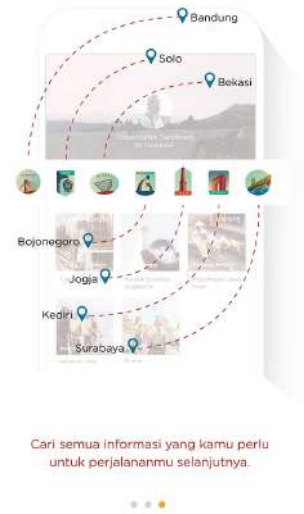 Bandung
Solo
Bekasi
Bojonegoro
Jogja
Kediri
Surabaya
Cari semua informasi yang kamu perlu
untuk perjalananmu selanjutnya.